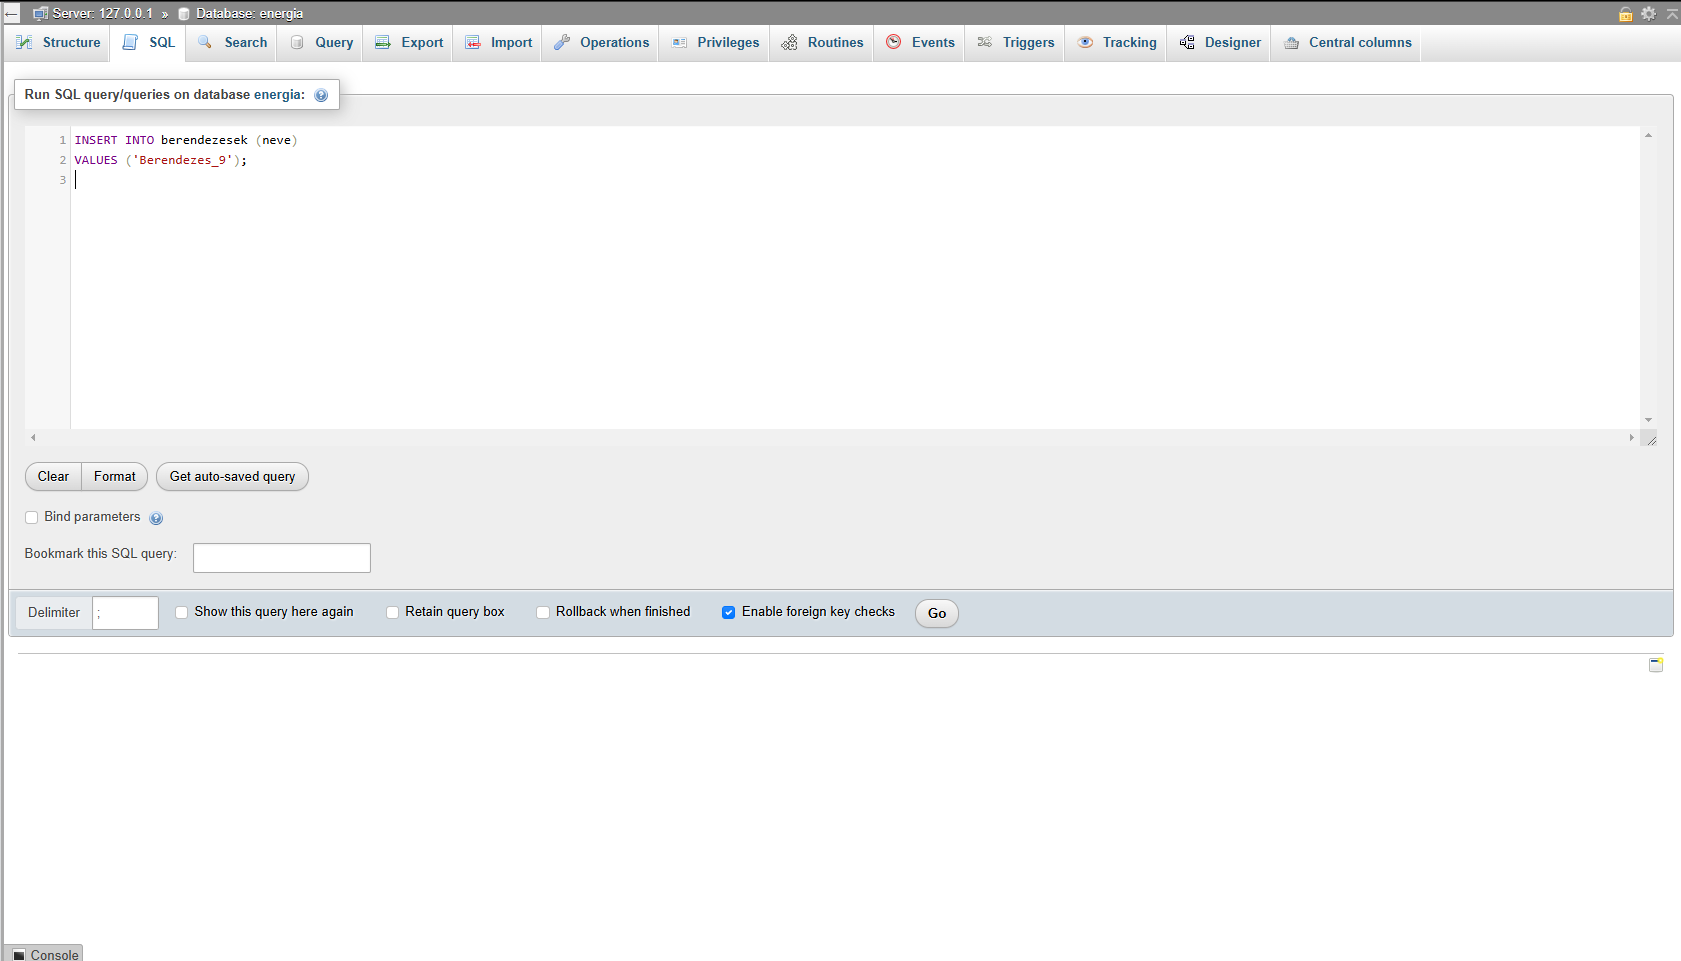 Server: 127.0.0.1 » Database: energia
Structure SQL Search Query Export Import Operations Privileges Routines Events Triggers Tracking Designer Central columns
Run SQL query/queries on database energia:
1 INSERT INTO berendezesek (neve)
2 VALUES ('Berendezes_9');
3
Clear Format Get auto-saved query
Bind parameters
Bookmark this SQL query:
Delimiter ; Show this query here again Retain query box Rollback when finished Enable foreign key checks Go
Console